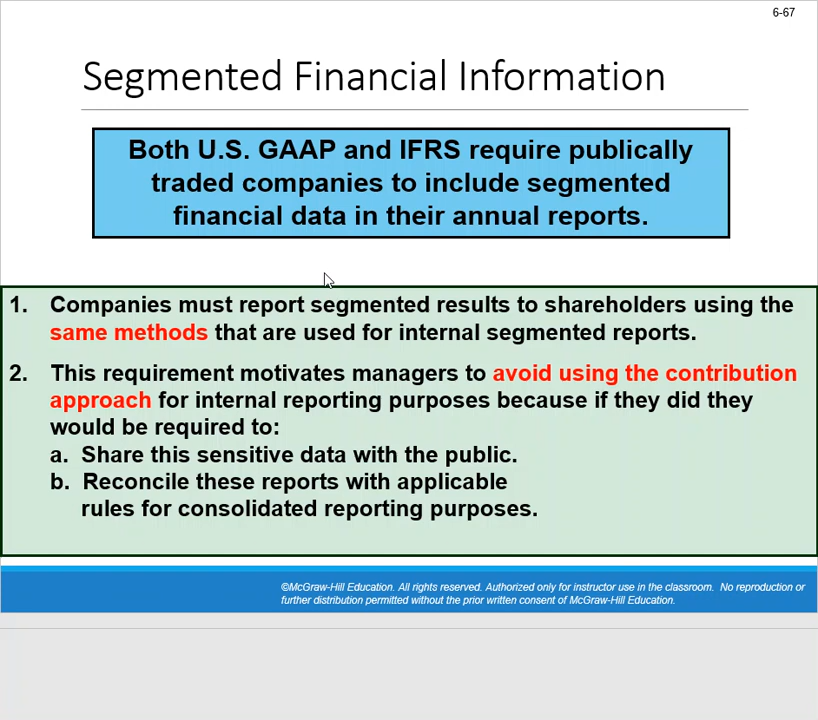 6-67
Segmented Financial Information
Both U.S. GAAP and IFRS require publically
traded companies to include segmented
financial data in their annual reports.
1. Companies must report segmented results to shareholders using the
same methods that are used for internal segmented reports.
2. This requirement motivates managers to avoid using the contribution
approach for internal reporting purposes because if they did they
would be required to:
a. Share this sensitive data with the public.
b. Reconcile these reports with applicable
rules for consolidated reporting purposes.
©McGraw-Hill Education. All rights reserved. Authorized only for instructor use in the classroom. No reproduction or
further distribution permitted without the prior written consent of McGraw-Hill Education.